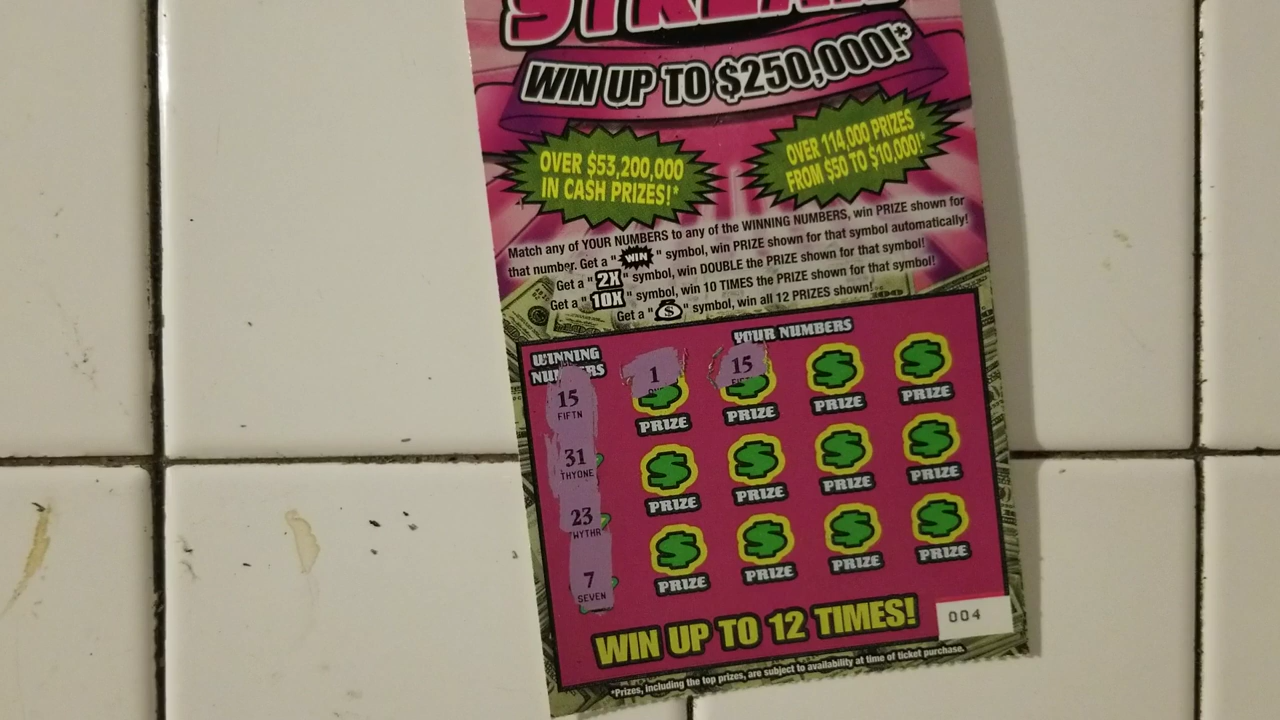 WIN UP TO $250,000!*
OVER $53,200,000
IN CASH PRIZES!*
OVER 114,000 PRIZES
FROM $50 TO $10,000!*
Match any of YOUR NUMBERS to any of the WINNING NUMBERS, win PRIZE shown for
that number. Get a "WIN" symbol, win PRIZE shown for that symbol automatically!
Get a "2X" symbol, win DOUBLE the PRIZE shown for that symbol!
Get a "10X" symbol, win 10 TIMES the PRIZE shown for that symbol!
Get a "$" symbol, win all 12 PRIZES shown!
WINNING
NUMBERS
YOUR NUMBERS
15
FIFTN
31
THYONE
23
WYTHR
7
SEVEN
1
15
$ $ $ $
PRIZE PRIZE PRIZE PRIZE
$ $ $ $
PRIZE PRIZE PRIZE PRIZE
$ $ $ $
PRIZE PRIZE PRIZE PRIZE
WIN UP TO 12 TIMES!
004
*Prizes, including the top prizes, are subject to availability at time of ticket purchase.